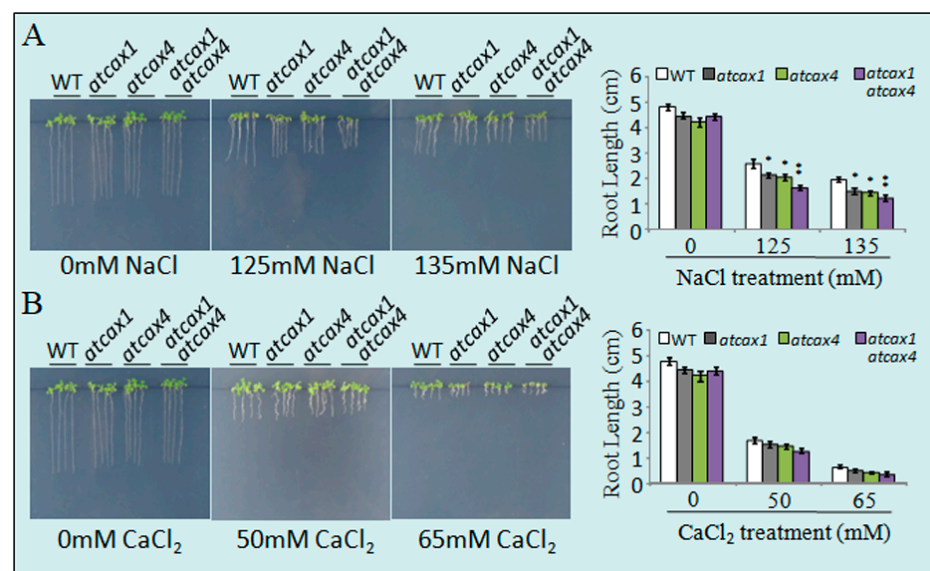 A
WT atcax1 atcax4 atcax1 atcax4
WT atcax1 atcax4 atcax1 atcax4
WT atcax1 atcax4 atcax1 atcax4
0mM NaCl 125mM NaCl 135mM NaCl
WT atcax1 atcax4 atcax1
atcax4
Root Length (cm)
6
5
4
3
2
1
0
* * **
* * **
0 125 135
NaCl treatment (mM)
B
WT atcax1 atcax4 atcax1 atcax4
WT atcax1 atcax4 atcax1 atcax4
WT atcax1 atcax4 atcax1 atcax4
0mM CaCl₂ 50mM CaCl₂ 65mM CaCl₂
WT atcax1 atcax4 atcax1
atcax4
Root Length (cm)
6
5
4
3
2
1
0
0 50 65
CaCl₂ treatment (mM)